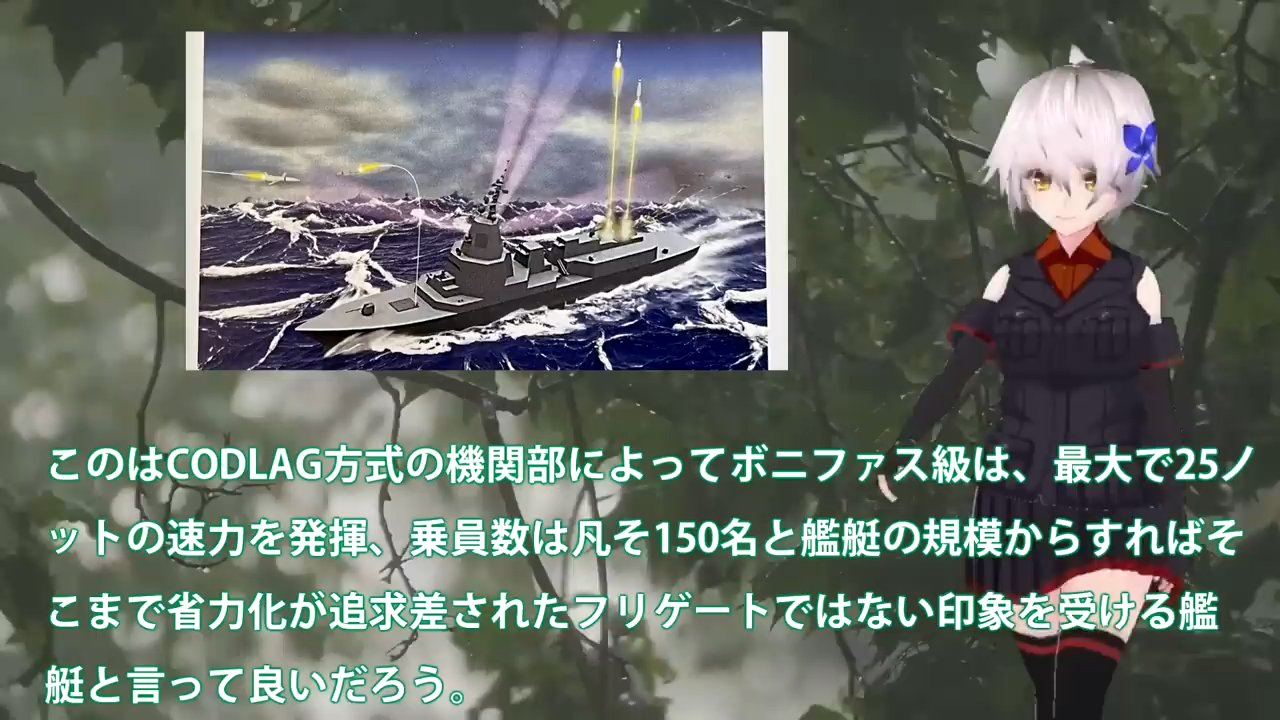 このはCODLAG方式の機関部によってボニファス級は、最大で25ノ
ットの速力を発揮、乗員数は凡そ150名と艦艇の規模からすればそ
こまで省力化が追求差されたフリゲートではない印象を受ける艦
艇と言って良いだろう。